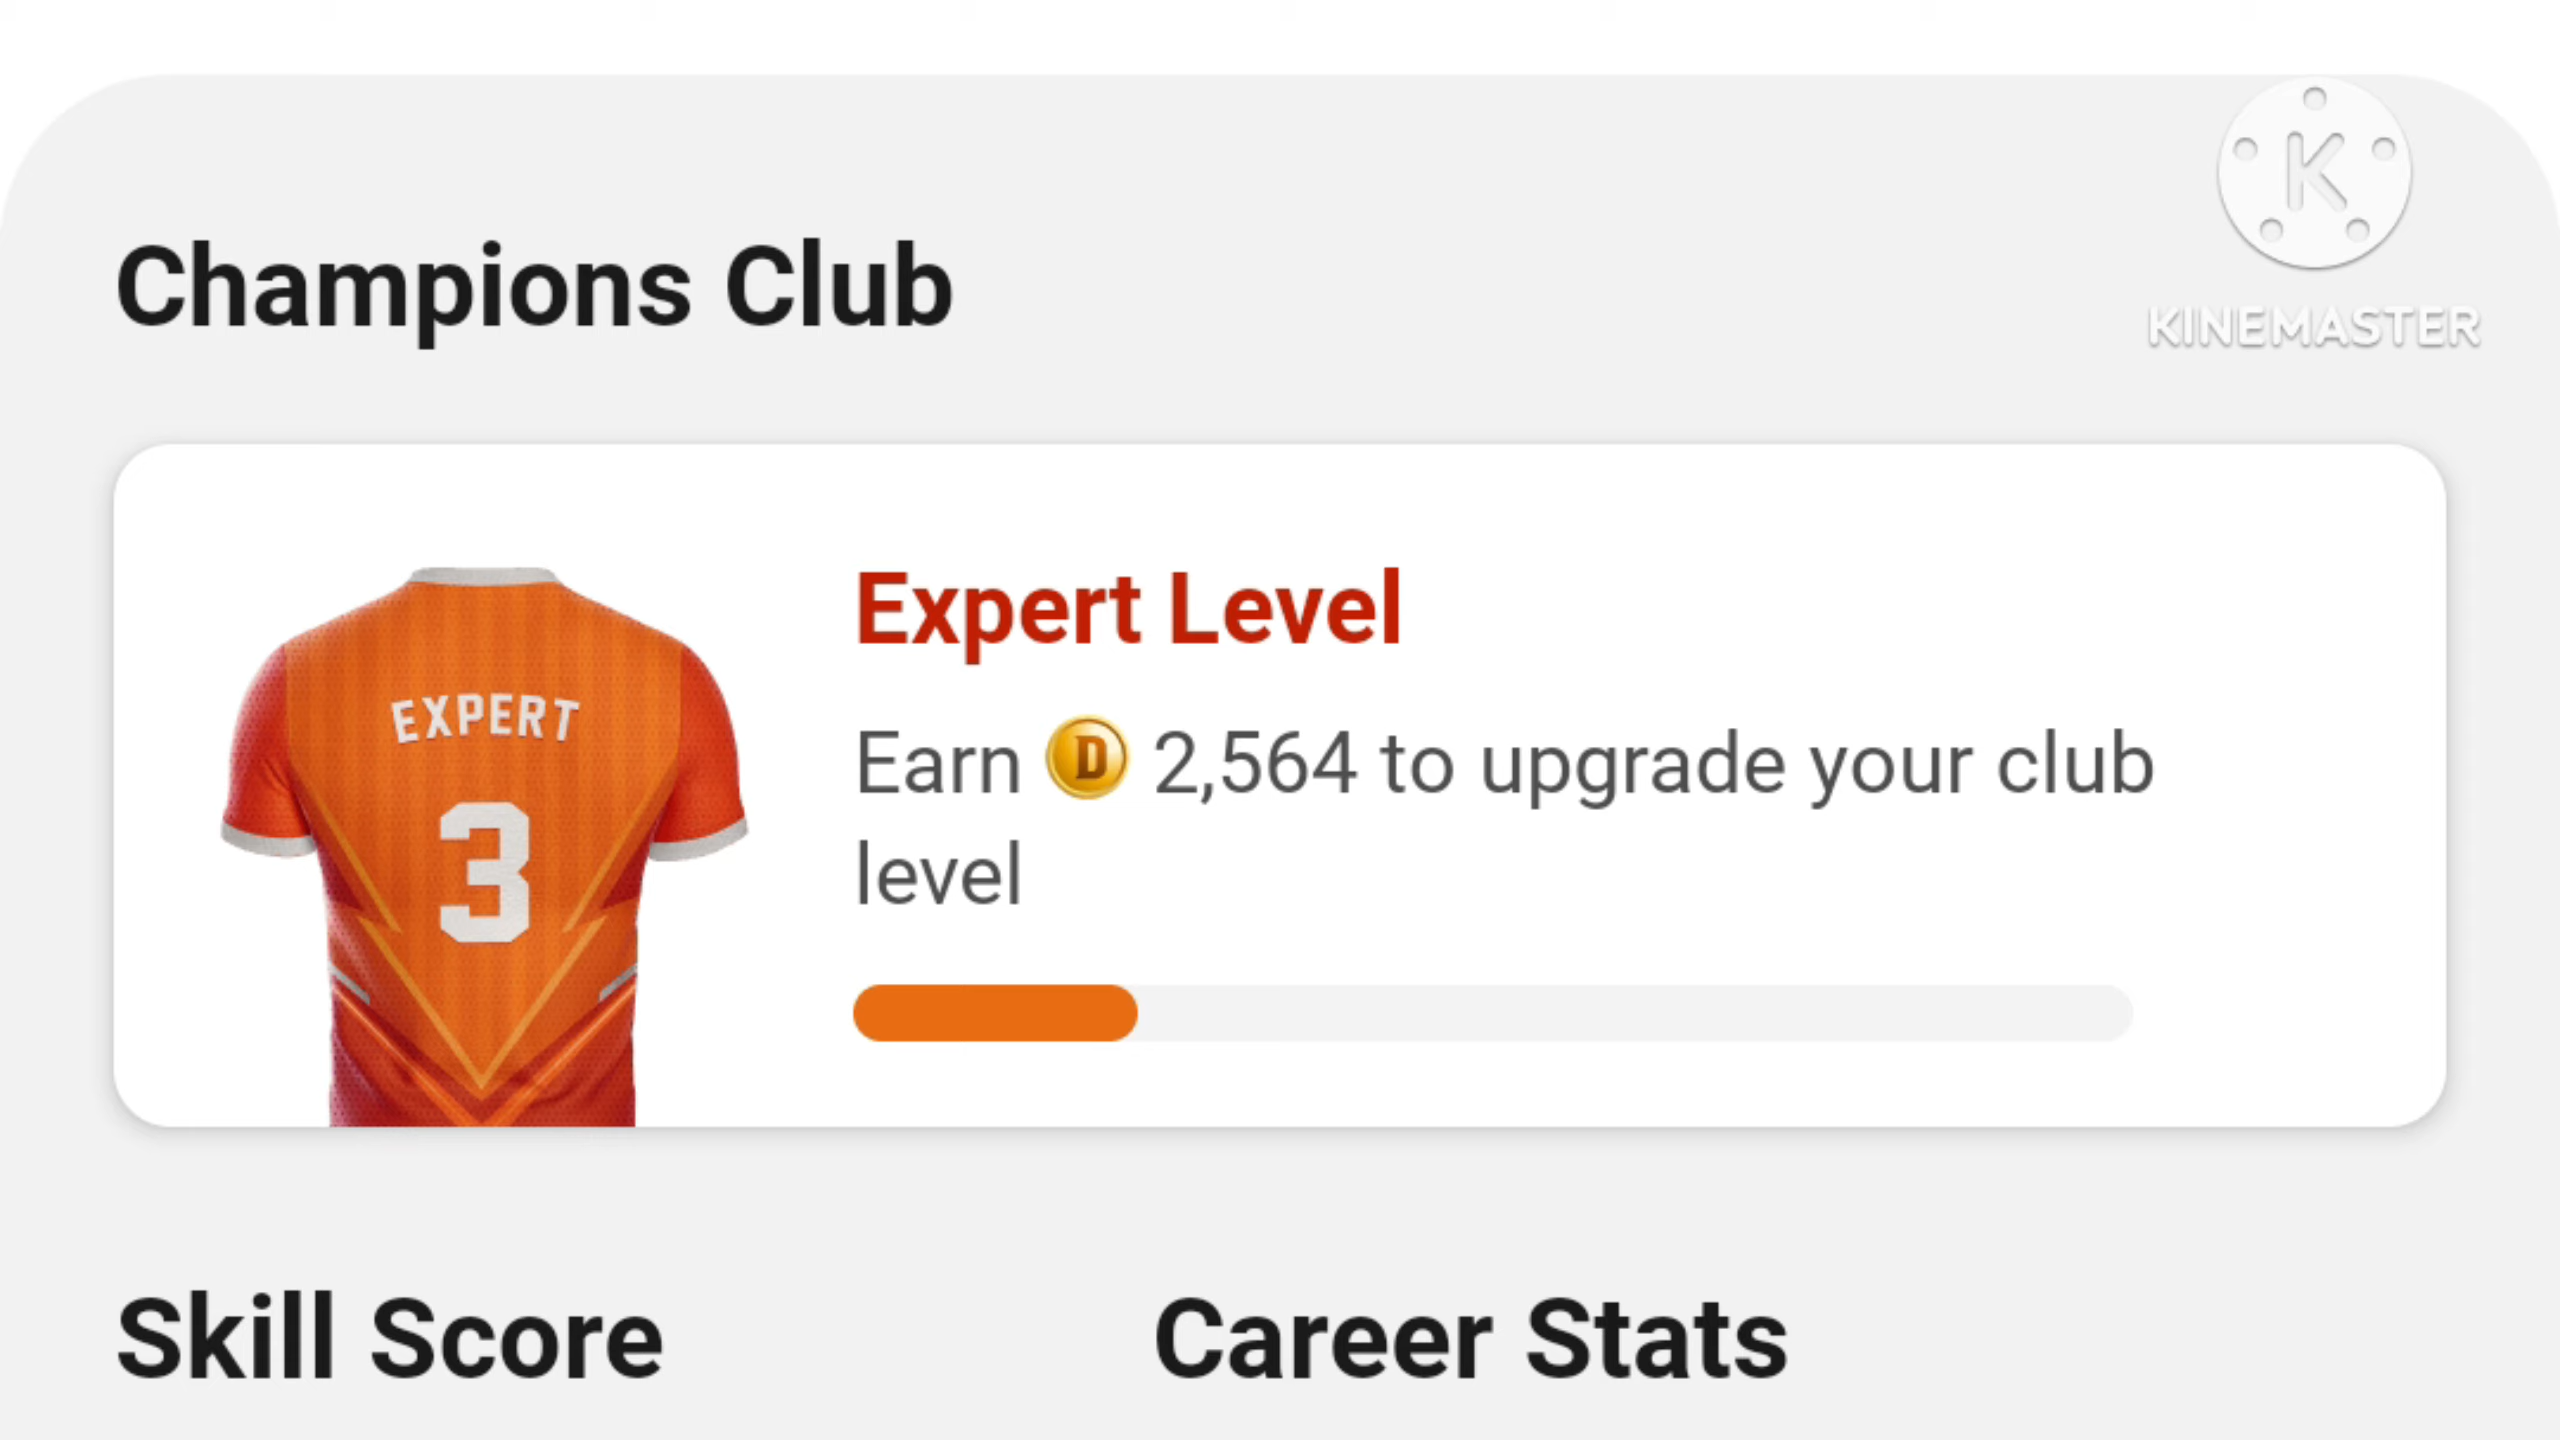 K
KINEMASTER
Champions Club
EXPERT
3
Expert Level
Earn D 2,564 to upgrade your club
level
Skill Score
Career Stats